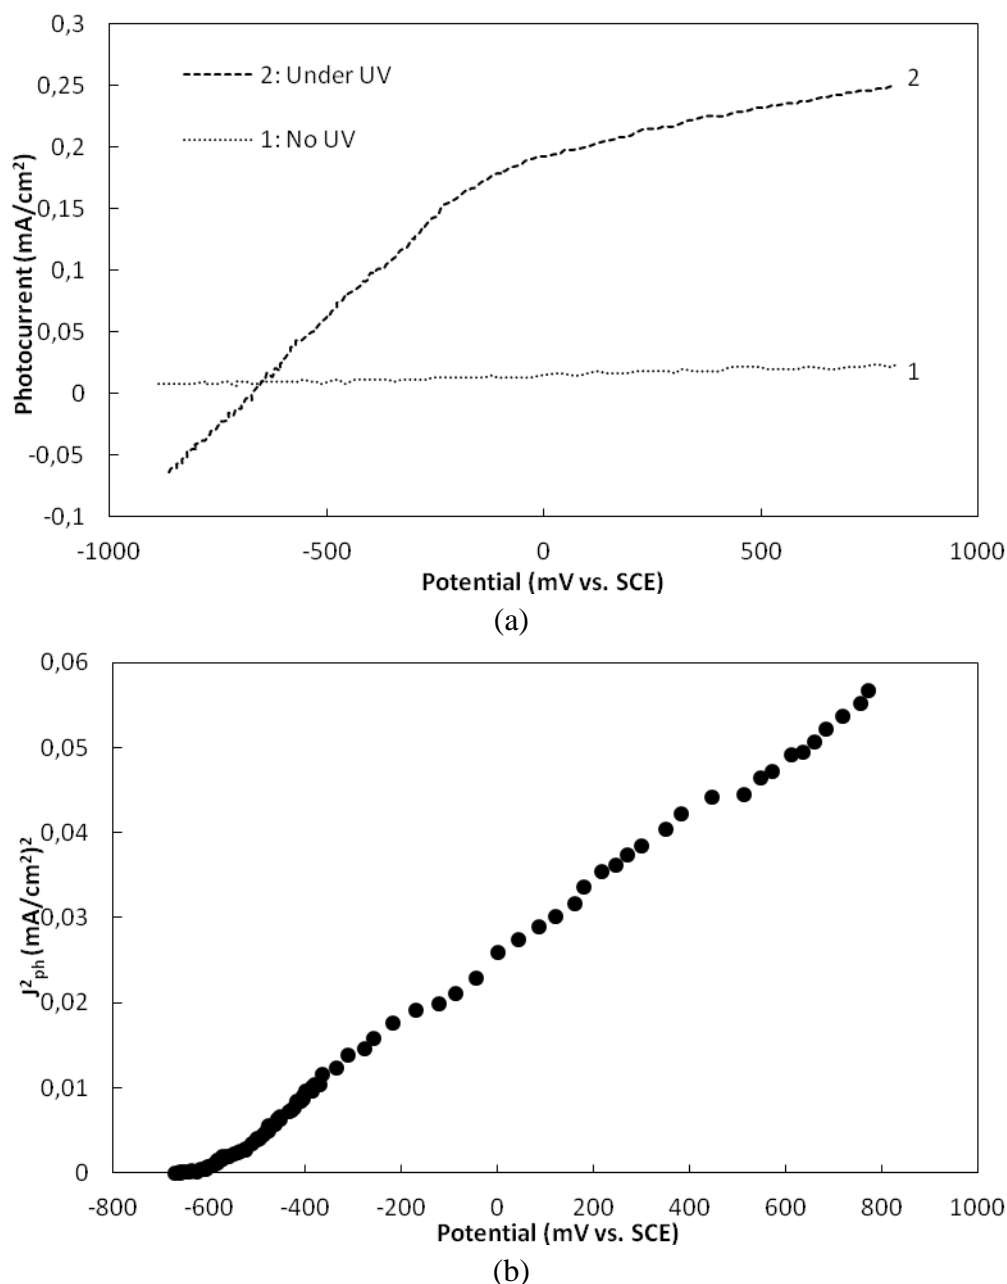 0,3
0,25
0,2
0,15
0,1
0,05
0
-0,05
-0,1
Photocurrent (mA/cm²)
2: Under UV
1: No UV
2
1
-1000 -500 0 500 1000
Potential (mV vs. SCE)
(a)
0,06
0,05
0,04
0,03
0,02
0,01
0
J²ph (mA/cm²)²
-800 -600 -400 -200 0 200 400 600 800 1000
Potential (mV vs. SCE)
(b)